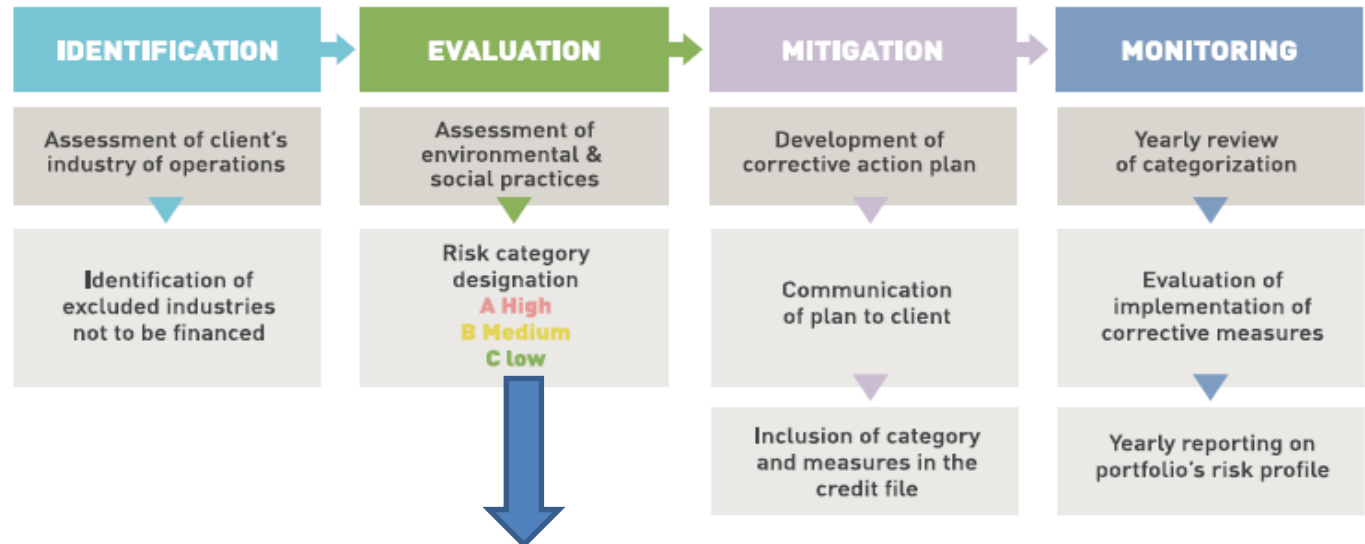 IDENTIFICATION
Assessment of client's
industry of operations
Identification of
excluded industries
not to be financed
EVALUATION
Assessment of
environmental &
social practices
Risk category
designation
A High
B Medium
C low
MITIGATION
Development of
corrective action plan
Communication
of plan to client
Inclusion of category
and measures in the
credit file
MONITORING
Yearly review
of categorization
Evaluation of
implementation of
corrective measures
Yearly reporting on
portfolio's risk profile